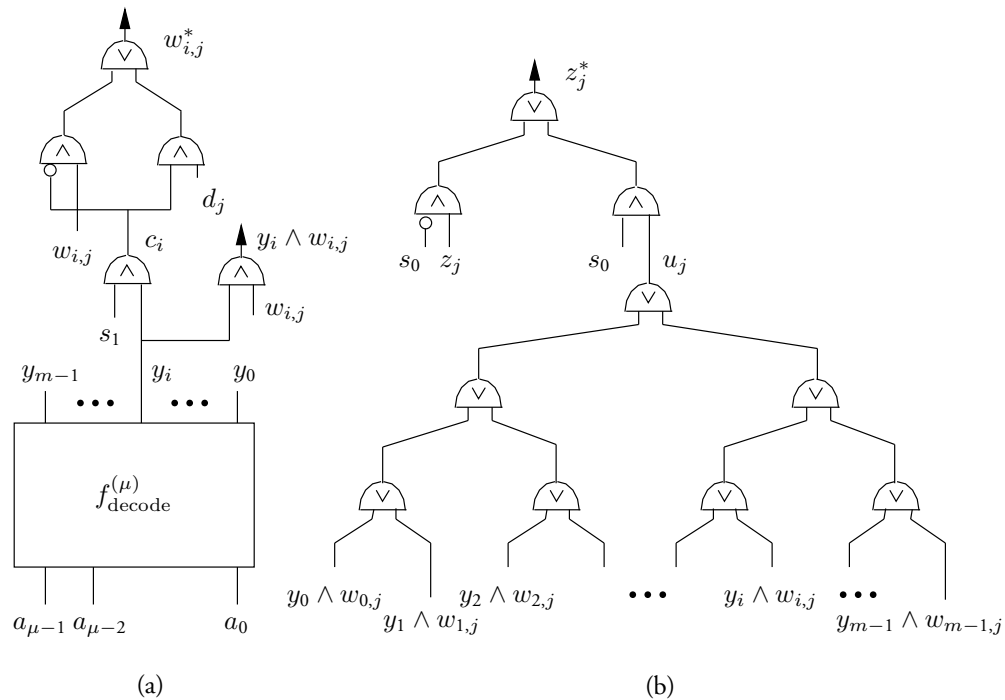 w*_{i,j}
∨
∧ ∧
d_j
w_{i,j} c_i y_i ∧ w_{i,j}
∧ ∧
s_1 w_{i,j}
y_{m−1} y_i y_0
••• •••
f^{(μ)}_{decode}
a_{μ−1} a_{μ−2} a_0
(a)
z*_j
∨
∧ ∧
s_0 z_j s_0 u_j
∨
∨ ∨
∨ ∨ ∨ ∨
y_0 ∧ w_{0,j} y_2 ∧ w_{2,j} ••• y_i ∧ w_{i,j} •••
y_1 ∧ w_{1,j} y_{m−1} ∧ w_{m−1,j}
(b)